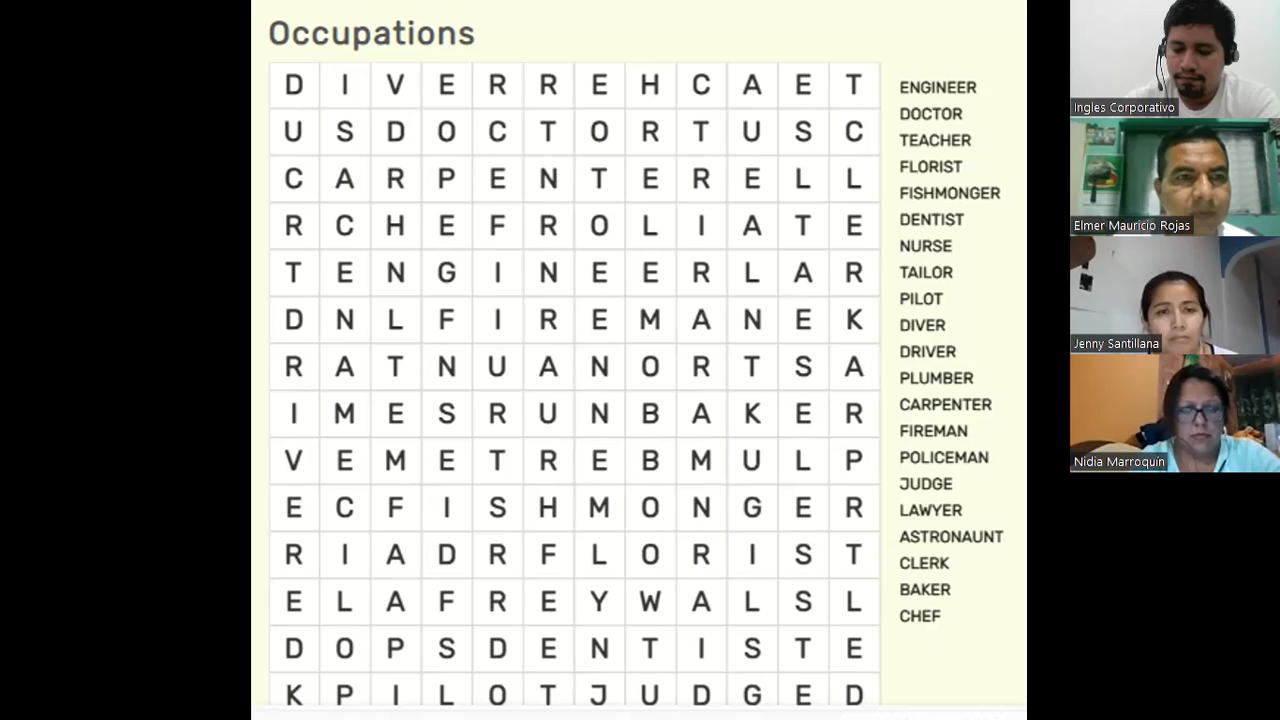 Occupations
D I V E R R E H C A E T
U S D O C T O R T U S C
C A R P E N T E R E L L
R C H E F R O L I A T E
T E N G I N E E R L A R
D N L F I R E M A N E K
R A T N U A N O R T S A
I M E S R U N B A K E R
V E M E T R E B M U L P
E C F I S H M O N G E R
R I A D R F L O R I S T
E L A F R E Y W A L S L
D O P S D E N T I S T E
K P I L O T J U D G E D
ENGINEER
DOCTOR
TEACHER
FLORIST
FISHMONGER
DENTIST
NURSE
TAILOR
PILOT
DIVER
DRIVER
PLUMBER
CARPENTER
FIREMAN
POLICEMAN
JUDGE
LAWYER
ASTRONAUNT
CLERK
BAKER
CHEF
Ingles Corporativo
Elmer Mauricio Rojas
Jenny Santillana
Nidia Marroquín